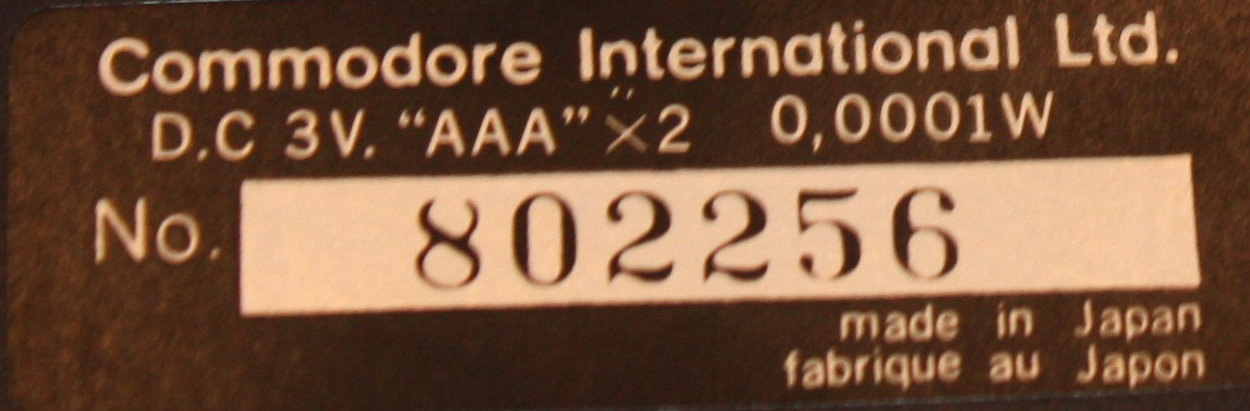 Commodore International Ltd.
D.C 3V. “AAA” ×2 0,0001W
No. 802256
made in Japan
fabrique au Japon